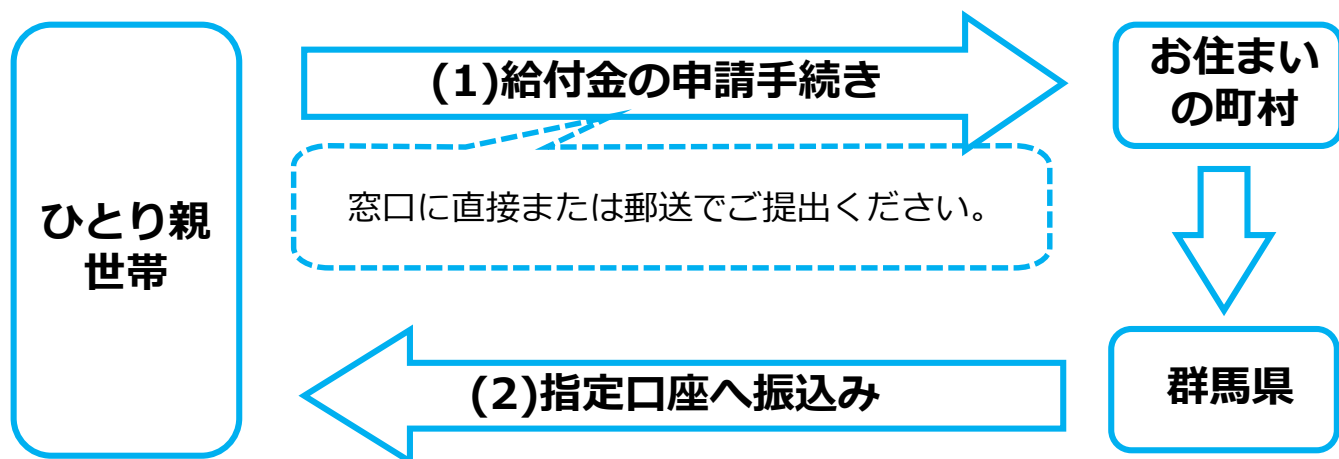 (1)給付金の申請手続き
お住まい
の町村
窓口に直接または郵送でご提出ください。
ひとり親
世帯
(2)指定口座へ振込み
群馬県